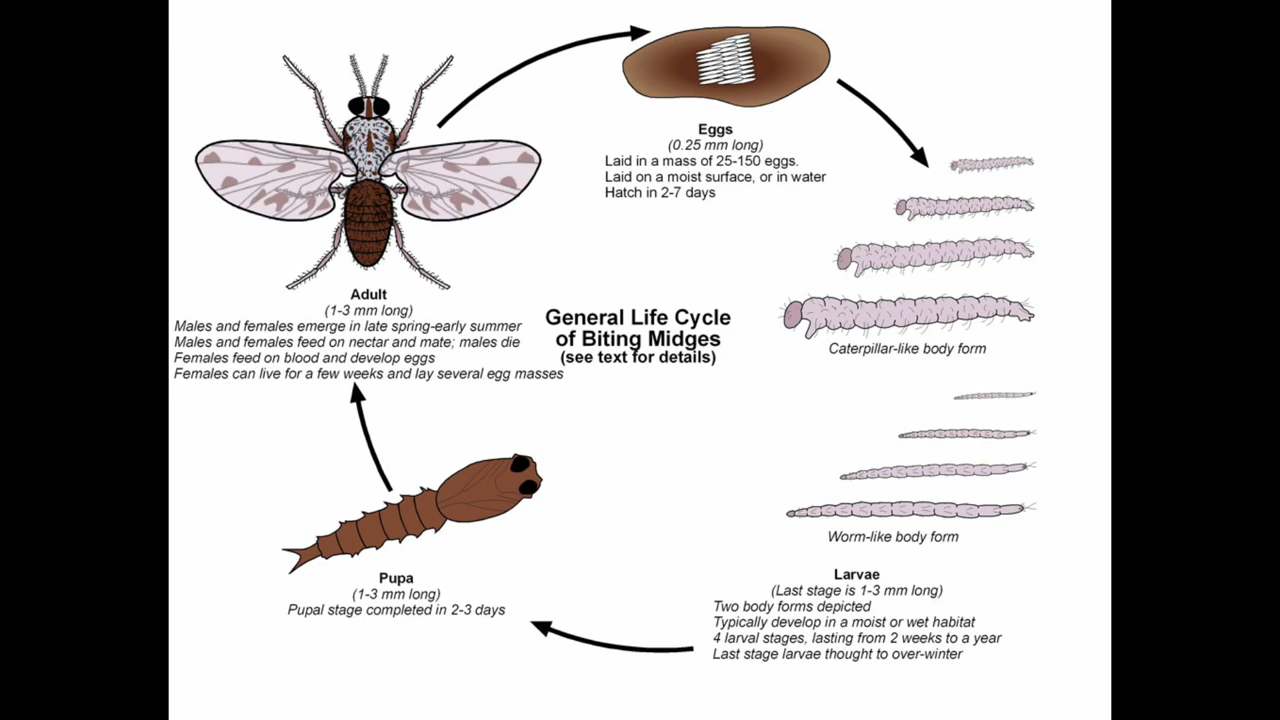 Eggs
(0.25 mm long)
Laid in a mass of 25-150 eggs.
Laid on a moist surface, or in water
Hatch in 2-7 days
Caterpillar-like body form
Worm-like body form
Larvae
(Last stage is 1-3 mm long)
Two body forms depicted
Typically develop in a moist or wet habitat
4 larval stages, lasting from 2 weeks to a year
Last stage larvae thought to over-winter
Pupa
(1-3 mm long)
Pupal stage completed in 2-3 days
Adult
(1-3 mm long)
Males and females emerge in late spring-early summer
Males and females feed on nectar and mate; males die
Females feed on blood and develop eggs
Females can live for a few weeks and lay several egg masses
General Life Cycle
of Biting Midges
(see text for details)